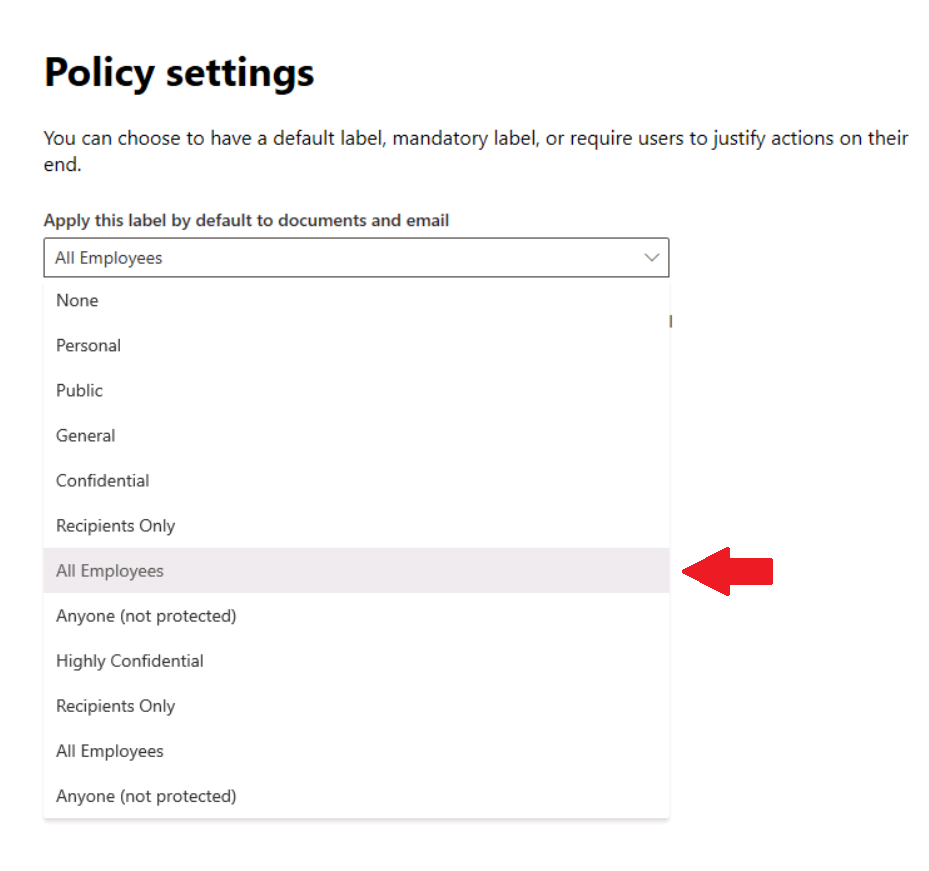 Policy settings
You can choose to have a default label, mandatory label, or require users to justify actions on their
end.
Apply this label by default to documents and email
All Employees
None
Personal
Public
General
Confidential
Recipients Only
All Employees
Anyone (not protected)
Highly Confidential
Recipients Only
All Employees
Anyone (not protected)